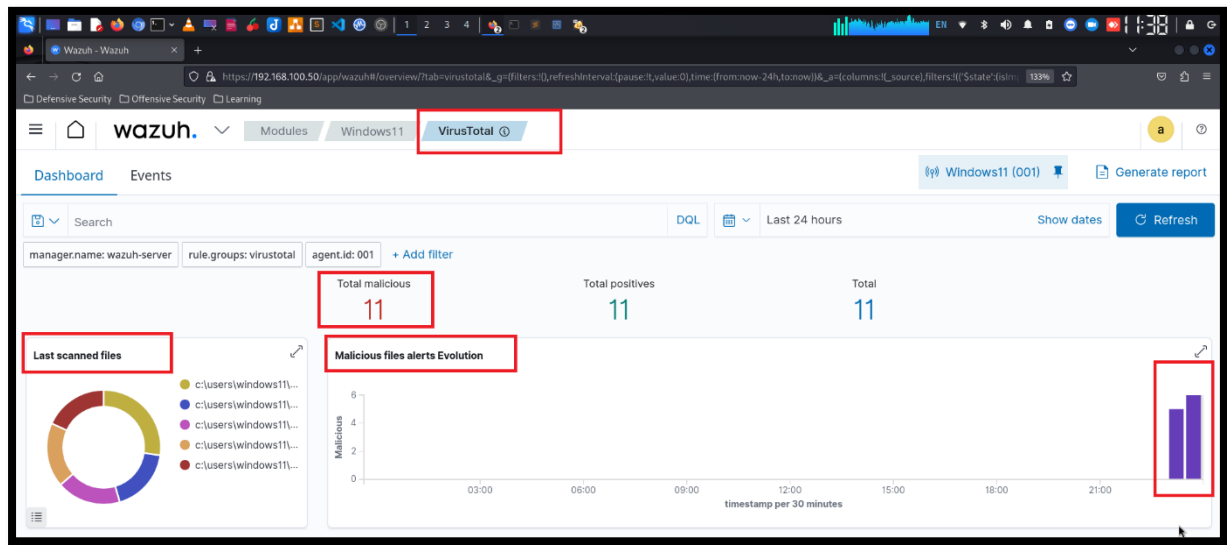 1 2 3 4 EN
Wazuh - Wazuh
https://192.168.100.50/app/wazuh#/overview/?tab=virustotal&_g=(filters:!(),refreshInterval:(pause:!t,value:0),time:(from:now-24h,to:now))&_a=(columns:!(_source),filters:!(('$state':(islm 133%
Defensive Security Offensive Security Learning
wazuh. Modules Windows11 VirusTotal a
Dashboard Events Windows11 (001) Generate report
Search DQL Last 24 hours Show dates Refresh
manager.name: wazuh-server rule.groups: virustotal agent.id: 001 + Add filter
Total malicious Total positives Total
11 11 11
Last scanned files
c:\users\windows11\...
c:\users\windows11\...
c:\users\windows11\...
c:\users\windows11\...
c:\users\windows11\...
Malicious files alerts Evolution
Malicious
6
4
2
0
03:00 06:00 09:00 12:00 15:00 18:00 21:00
timestamp per 30 minutes